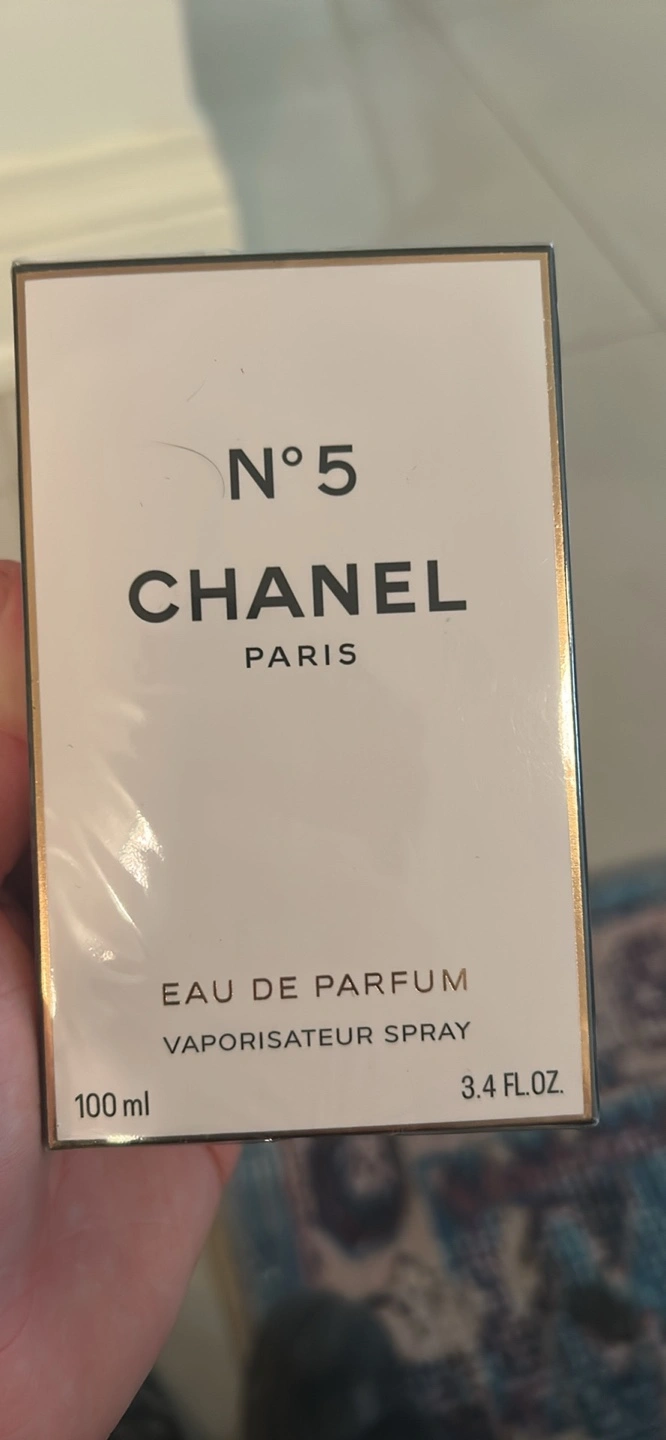 N°5
CHANEL
PARIS
EAU DE PARFUM
VAPORISATEUR SPRAY
100 ml
3.4 FL.OZ.